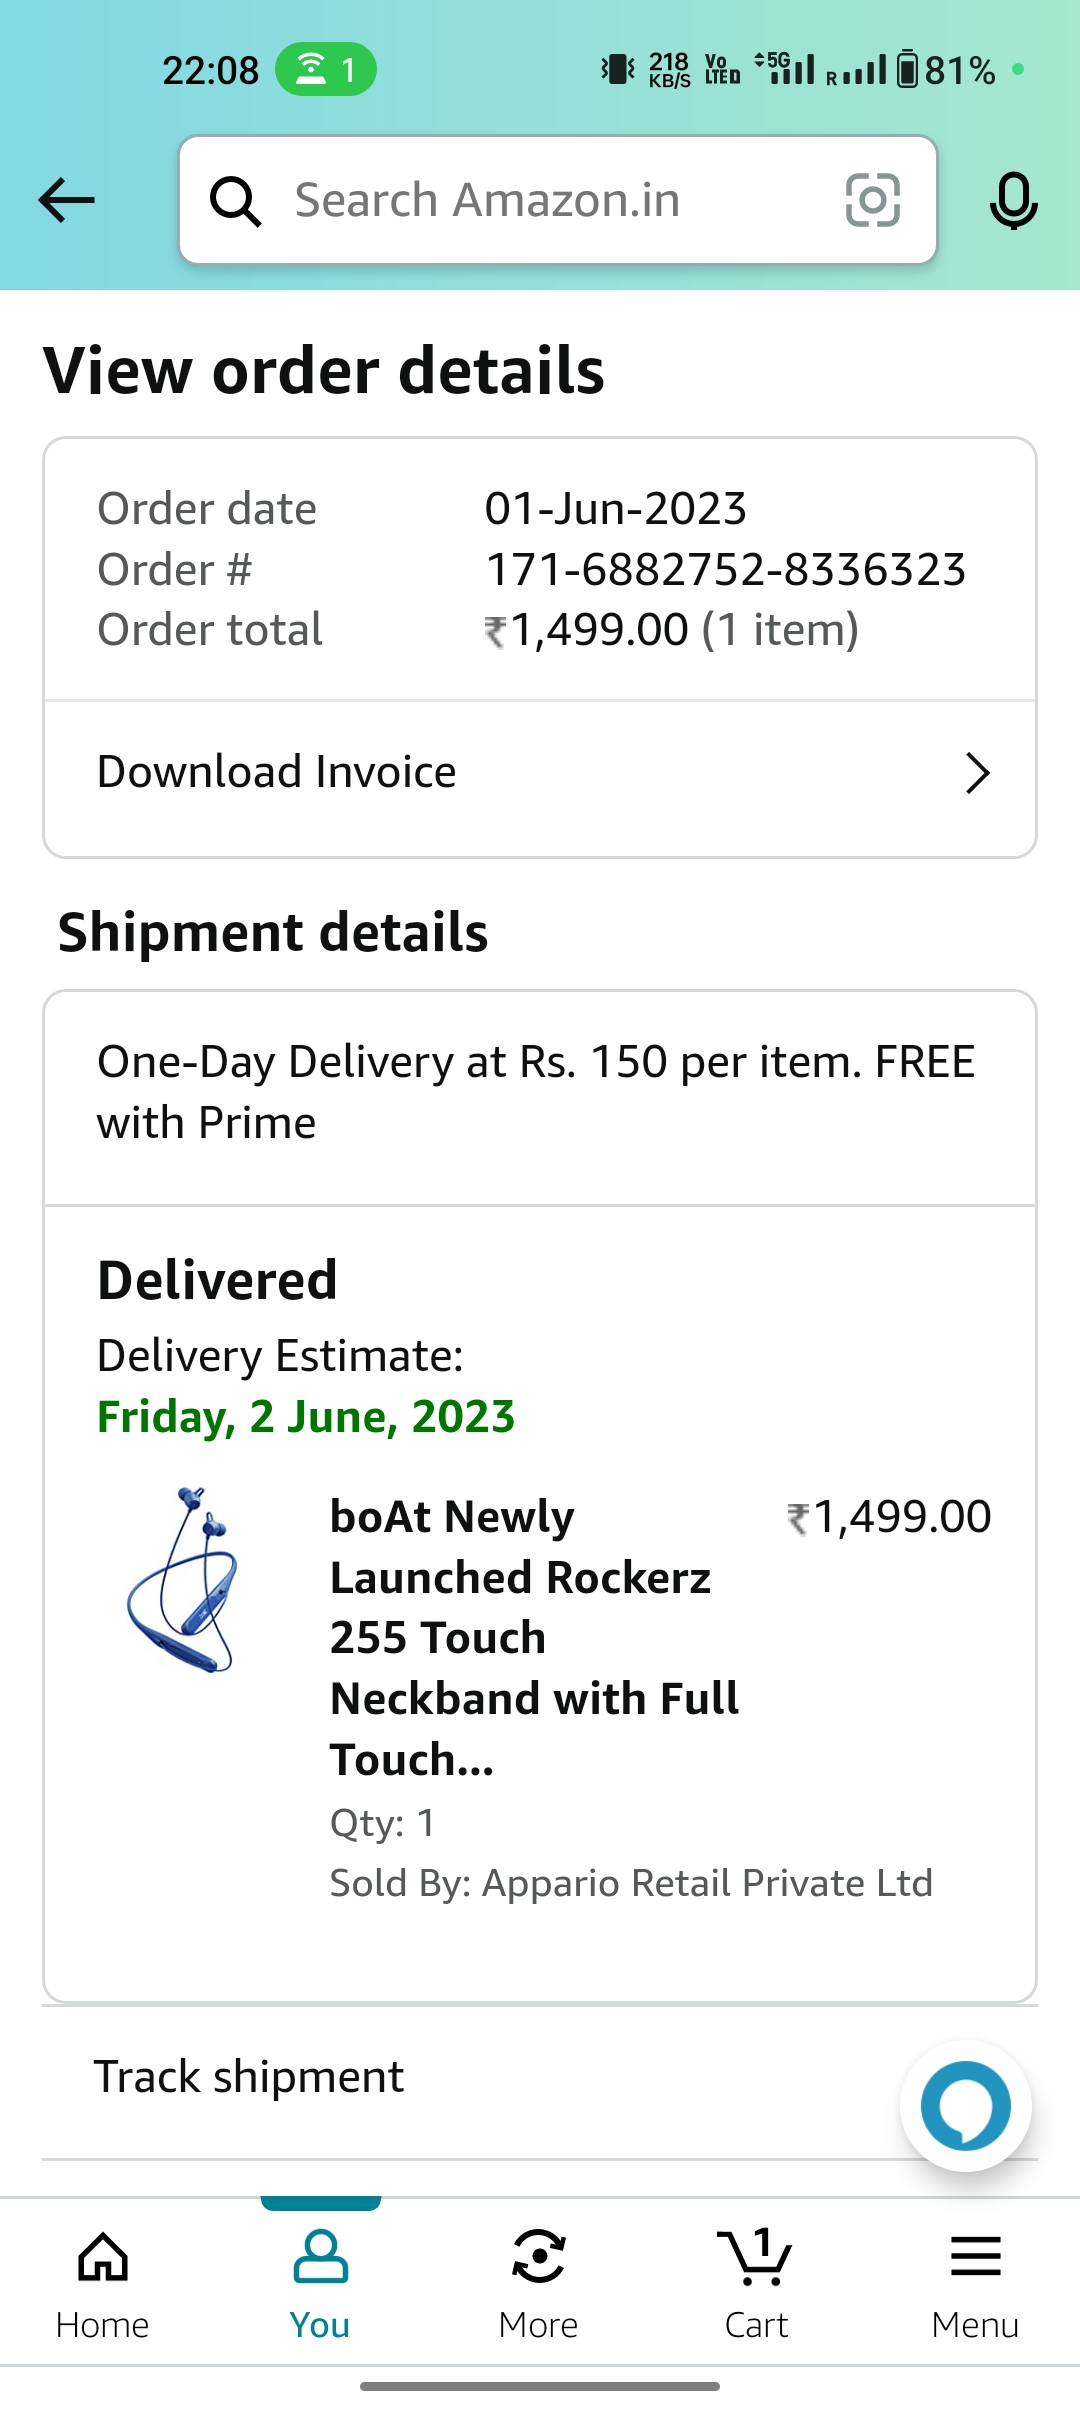 22:08 1 218 KB/S Vo LTED 5G R 81%
Search Amazon.in
View order details
Order date 01-Jun-2023
Order # 171-6882752-8336323
Order total ₹1,499.00 (1 item)
Download Invoice
Shipment details
One-Day Delivery at Rs. 150 per item. FREE
with Prime
Delivered
Delivery Estimate:
Friday, 2 June, 2023
boAt Newly ₹1,499.00
Launched Rockerz
255 Touch
Neckband with Full
Touch...
Qty: 1
Sold By: Appario Retail Private Ltd
Track shipment
1
Home You More Cart Menu